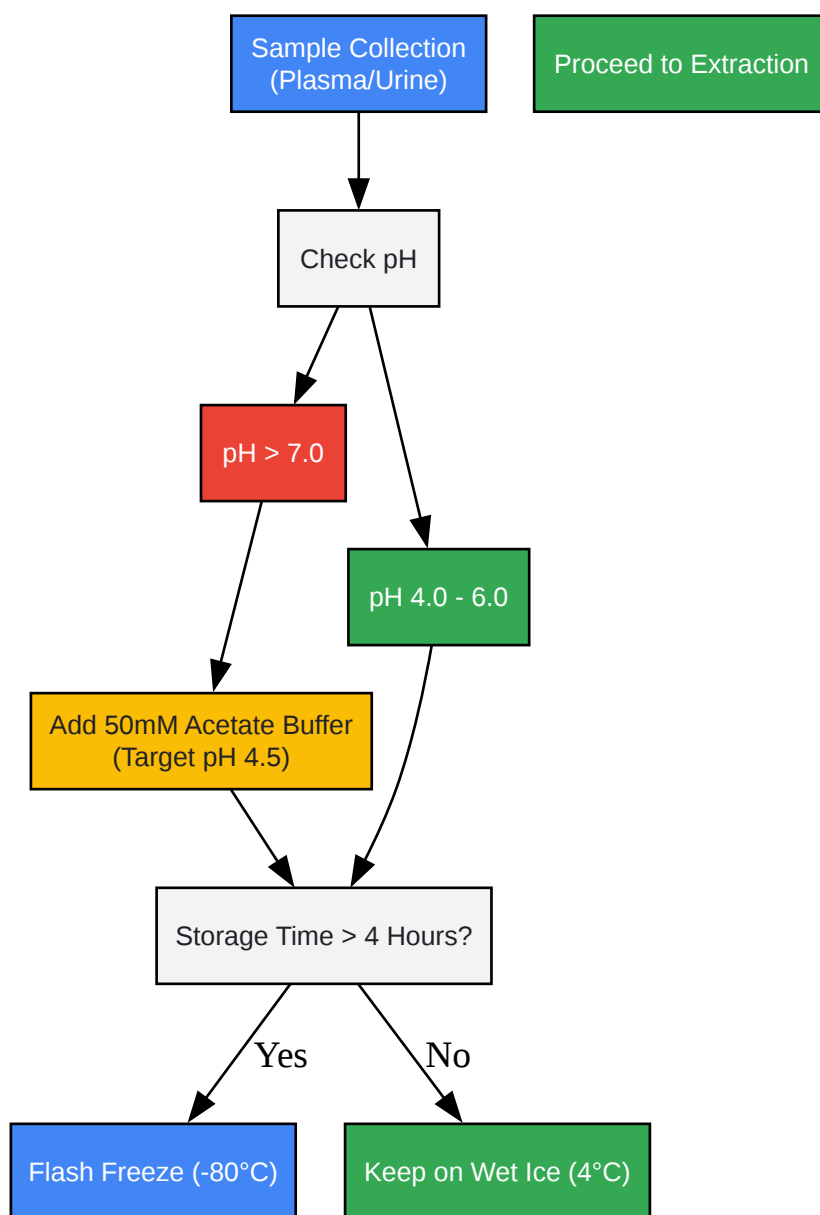 Sample Collection
(Plasma/Urine)
Proceed to Extraction
Check pH
pH > 7.0
pH 4.0 - 6.0
Add 50mM Acetate Buffer
(Target pH 4.5)
Storage Time > 4 Hours?
Yes
No
Flash Freeze (-80°C)
Keep on Wet Ice (4°C)